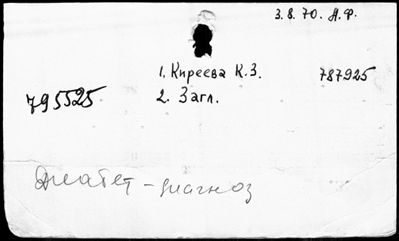 3.8.70. Н.Ф.
1. Киреева К.З. 787925
795525 2. Загл.
Диабет - диагноз